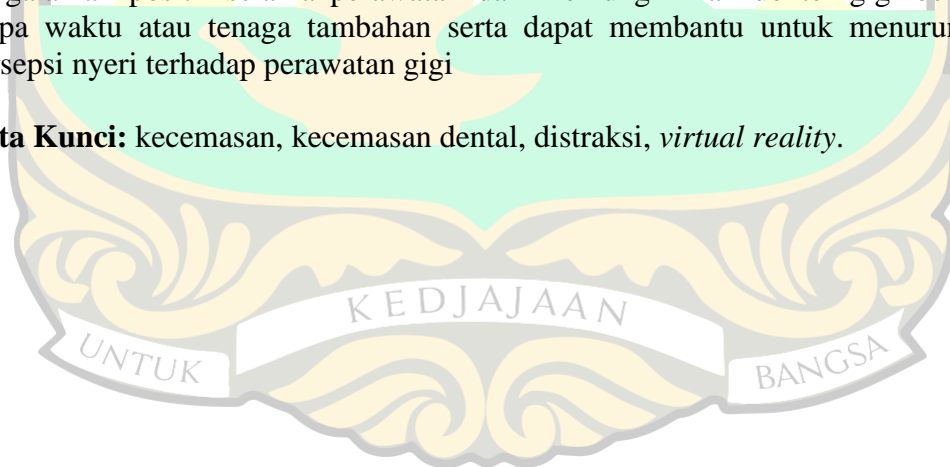 pa waktu atau tenaga tambahan serta dapat membantu untuk menurun
rsepsi nyeri terhadap perawatan gigi
ta Kunci: kecemasan, kecemasan dental, distraksi, virtual reality.
KEDJAJAAN
UNTUK
BANGSA